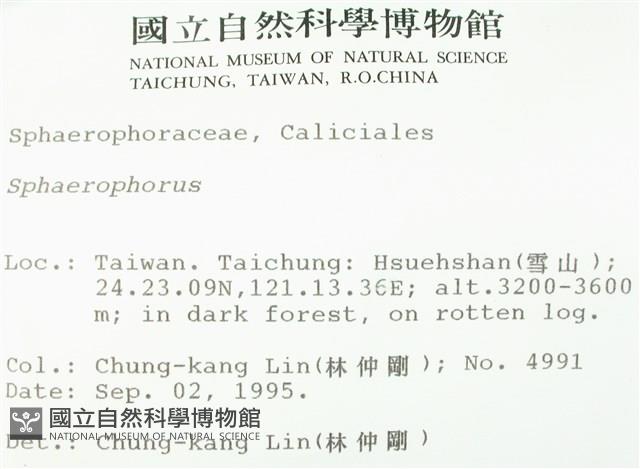 國立自然科學博物館
NATIONAL MUSEUM OF NATURAL SCIENCE
TAICHUNG, TAIWAN, R.O.CHINA
Sphaerophoraceae, Caliciales
Sphaerophorus
Loc.: Taiwan. Taichung: Hsuehshan(雪山);
24.23.09N,121.13.36E; alt.3200-3600
m; in dark forest, on rotten log.
Col.: Chung-kang Lin(林仲剛); No. 4991
Date: Sep. 02, 1995.
國立自然科學博物館
NATIONAL MUSEUM OF NATURAL SCIENCE
Det.: Chung-kang Lin(林仲剛)